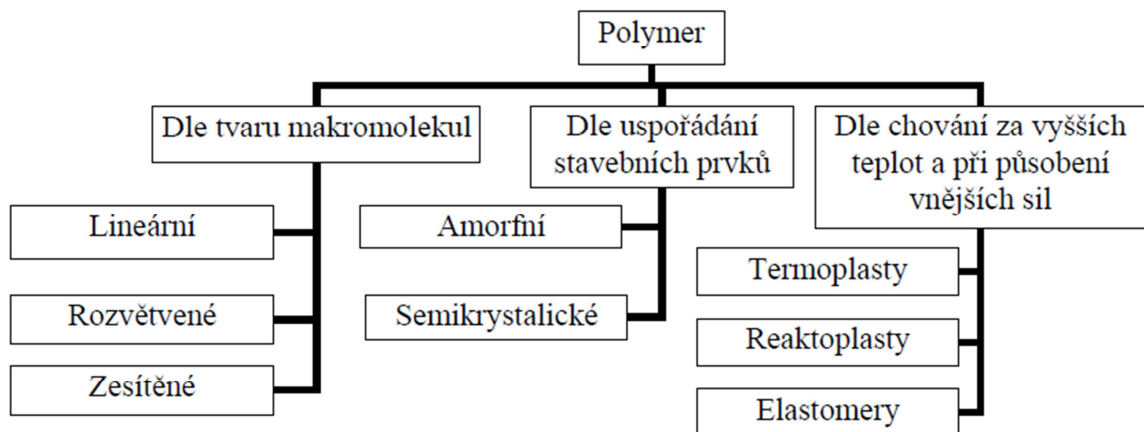 Polymer
Dle tvaru makromolekul
Lineární
Rozvětvené
Zesítěné
Dle uspořádání
stavebních prvků
Amorfní
Semikrystalické
Dle chování za vyšších
teplot a při působení
vnějších sil
Termoplasty
Reaktoplasty
Elastomery